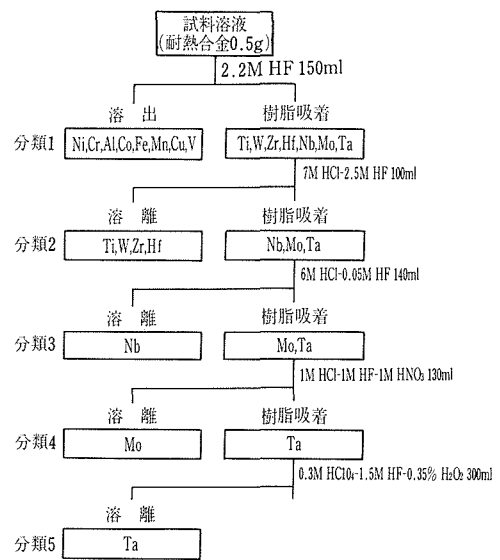 試料溶液
(耐熱合金0.5g)
2.2M HF 150ml
溶 出 樹脂吸着
分類1 Ni,Cr,Al,Co,Fe,Mn,Cu,V Ti,W,Zr,Hf,Nb,Mo,Ta
7M HCl-2.5M HF 100ml
溶 離 樹脂吸着
分類2 Ti,W,Zr,Hf Nb,Mo,Ta
6M HCl-0.05M HF 140ml
溶 離 樹脂吸着
分類3 Nb Mo,Ta
1M HCl-1M HF-1M HNO₃ 130ml
溶 離 樹脂吸着
分類4 Mo Ta
0.3M HClO₄-1.5M HF-0.35% H₂O₂ 300ml
溶 離
分類5 Ta